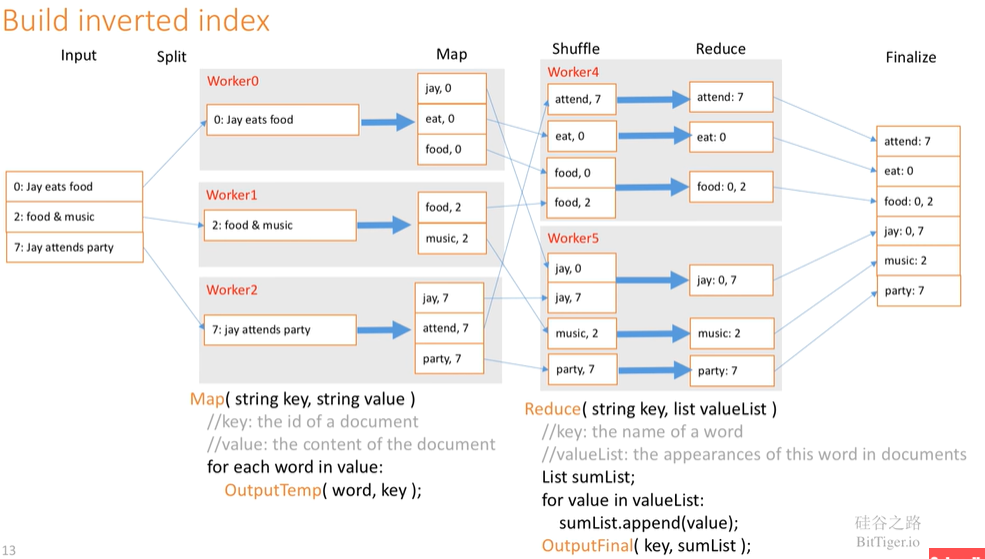 Build inverted index
Input
Split
Map
Shuffle
Reduce
Finalize
0: Jay eats food
2: food & music
7: Jay attends party
Worker0
0: Jay eats food
jay, 0
eat, 0
food, 0
Worker1
2: food & music
food, 2
music, 2
Worker2
7: jay attends party
jay, 7
attend, 7
party, 7
Worker4
attend, 7
eat, 0
food, 0
food, 2
attend: 7
eat: 0
food: 0, 2
Worker5
jay, 0
jay, 7
music, 2
party, 7
jay: 0, 7
music: 2
party: 7
attend: 7
eat: 0
food: 0, 2
jay: 0, 7
music: 2
party: 7
Map( string key, string value )
//key: the id of a document
//value: the content of the document
for each word in value:
OutputTemp( word, key );
Reduce( string key, list valueList )
//key: the name of a word
//valueList: the appearances of this word in documents
List sumList;
for value in valueList:
sumList.append(value);
OutputFinal( key, sumList );
硅谷之路
BitTiger.io
13